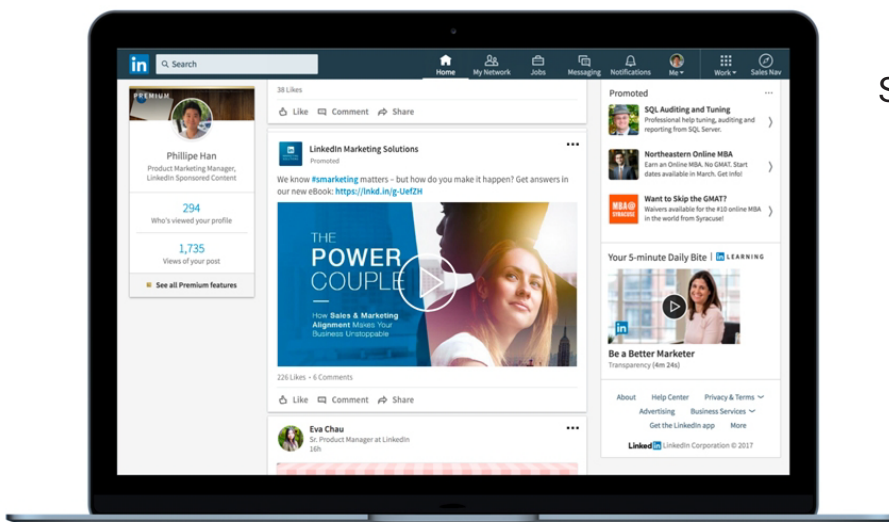 in Search
Home My Network Jobs Messaging Notifications Me Work Sales Nav
S
PREMIUM
Phillipe Han
Product Marketing Manager,
LinkedIn Sponsored Content
294
Who's viewed your profile
1,735
Views of your post
See all Premium features
38 Likes
Like Comment Share
LinkedIn Marketing Solutions
Promoted
We know #smarketing matters – but how do you make it happen? Get answers in
our new eBook: https://lnkd.in/g-UefZH
THE
POWER
COUPLE
How Sales & Marketing
Alignment Makes Your
Business Unstoppable
226 Likes • 6 Comments
Like Comment Share
Eva Chau
Sr. Product Manager at LinkedIn
16h
Promoted
SQL Auditing and Tuning
Professional help tuning, auditing and
reporting from SQL Server.
Northeastern Online MBA
Earn an Online MBA. No GMAT. Start
dates available in March. Get Info!
MBA@
SYRACUSE
Want to Skip the GMAT?
Waivers available for the #10 online MBA
in the world from Syracuse!
Your 5-minute Daily Bite | in LEARNING
in
Be a Better Marketer
Transparency (4m 24s)
About Help Center Privacy & Terms
Advertising Business Services
Get the LinkedIn app More
Linked in LinkedIn Corporation © 2017